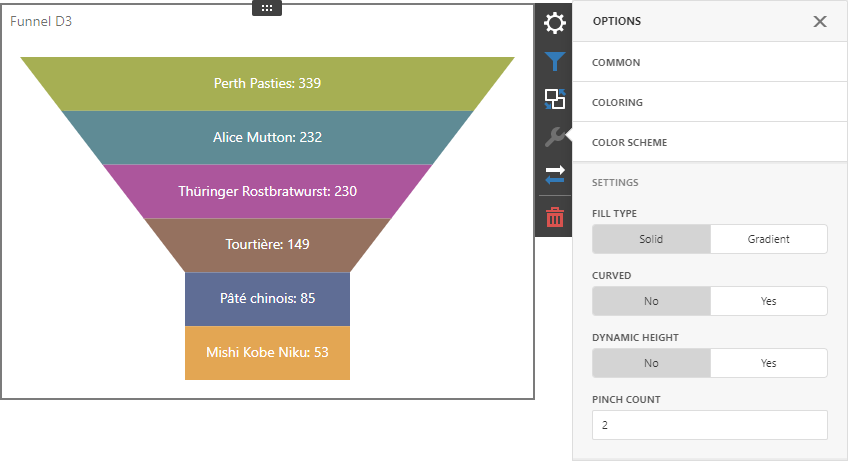 Funnel D3
Perth Pasties: 339
Alice Mutton: 232
Thüringer Rostbratwurst: 230
Tourtière: 149
Pâté chinois: 85
Mishi Kobe Niku: 53
OPTIONS
COMMON
COLORING
COLOR SCHEME
SETTINGS
FILL TYPE
Solid Gradient
CURVED
No Yes
DYNAMIC HEIGHT
No Yes
PINCH COUNT
2